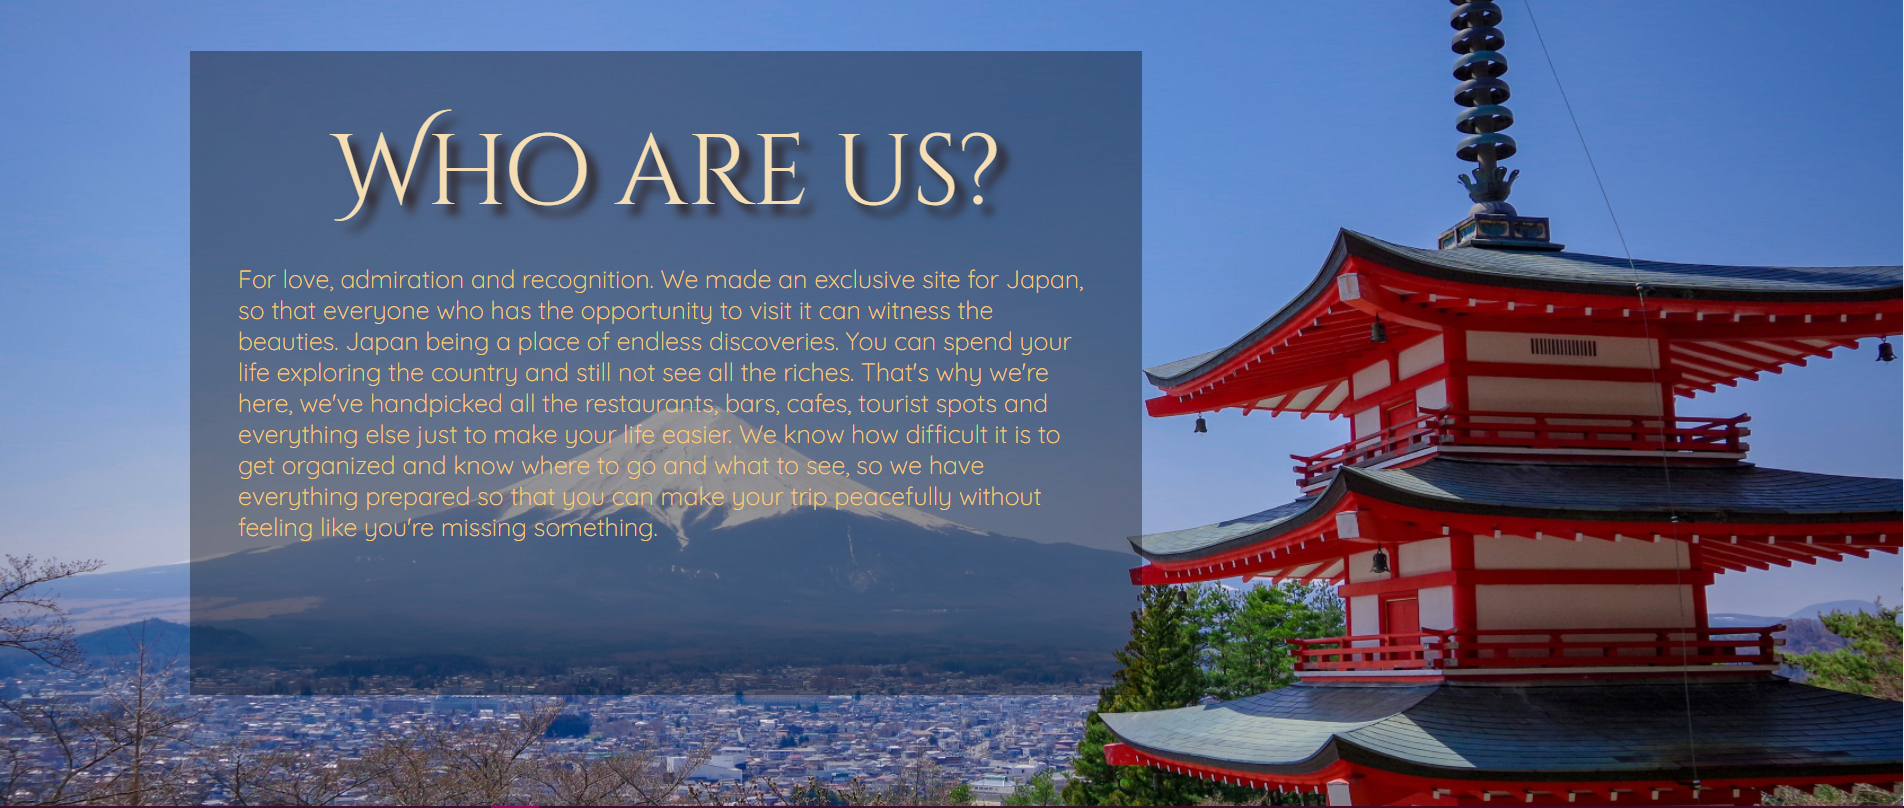 Who are us?
For love, admiration and recognition. We made an exclusive site for Japan,
so that everyone who has the opportunity to visit it can witness the
beauties. Japan being a place of endless discoveries. You can spend your
life exploring the country and still not see all the riches. That's why we're
here, we've handpicked all the restaurants, bars, cafes, tourist spots and
everything else just to make your life easier. We know how difficult it is to
get organized and know where to go and what to see, so we have
everything prepared so that you can make your trip peacefully without
feeling like you're missing something.